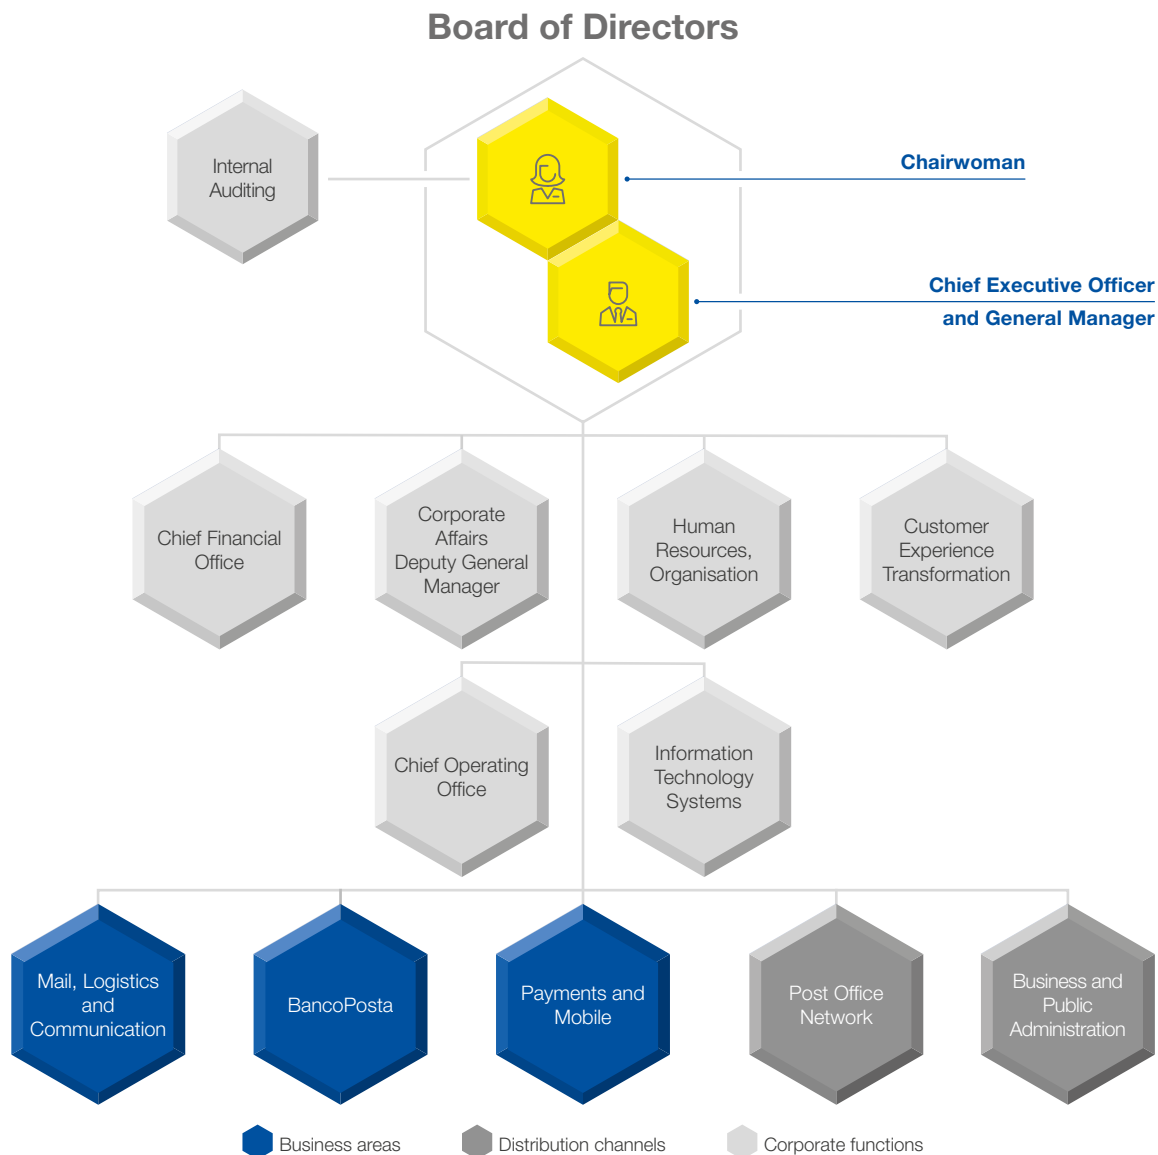 Board of Directors
Internal
Auditing
Chairwoman
Chief Executive Officer
and General Manager
Chief Financial
Office
Corporate
Affairs
Deputy General
Manager
Human
Resources,
Organisation
Customer
Experience
Transformation
Chief Operating
Office
Information
Technology
Systems
Mail, Logistics
and
Communication
BancoPosta
Payments and
Mobile
Post Office
Network
Business and
Public
Administration
Business areas
Distribution channels
Corporate functions